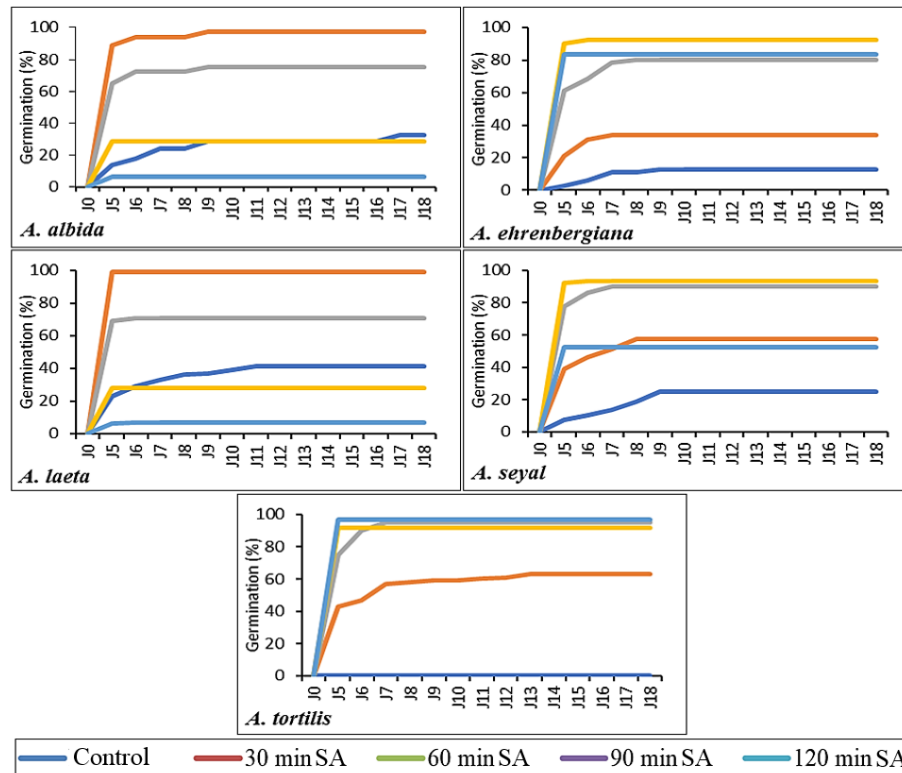 Germination (%)
100
80
60
40
20
0
J0 J5 J6 J7 J8 J9 J10 J11 J12 J13 J14 J15 J16 J17 J18
A. albida
Germination (%)
100
80
60
40
20
0
J0 J5 J6 J7 J8 J9 J10 J11 J12 J13 J14 J15 J16 J17 J18
A. ehrenbergiana
Germination (%)
100
80
60
40
20
0
J0 J5 J6 J7 J8 J9 J10 J11 J12 J13 J14 J15 J16 J17 J18
A. laeta
Germination (%)
100
80
60
40
20
0
J0 J5 J6 J7 J8 J9 J10 J11 J12 J13 J14 J15 J16 J17 J18
A. seyal
Germination (%)
100
80
60
40
20
0
J0 J5 J6 J7 J8 J9 J10 J11 J12 J13 J14 J15 J16 J17 J18
A. tortilis
Control 30 min SA 60 min SA 90 min SA 120 min SA